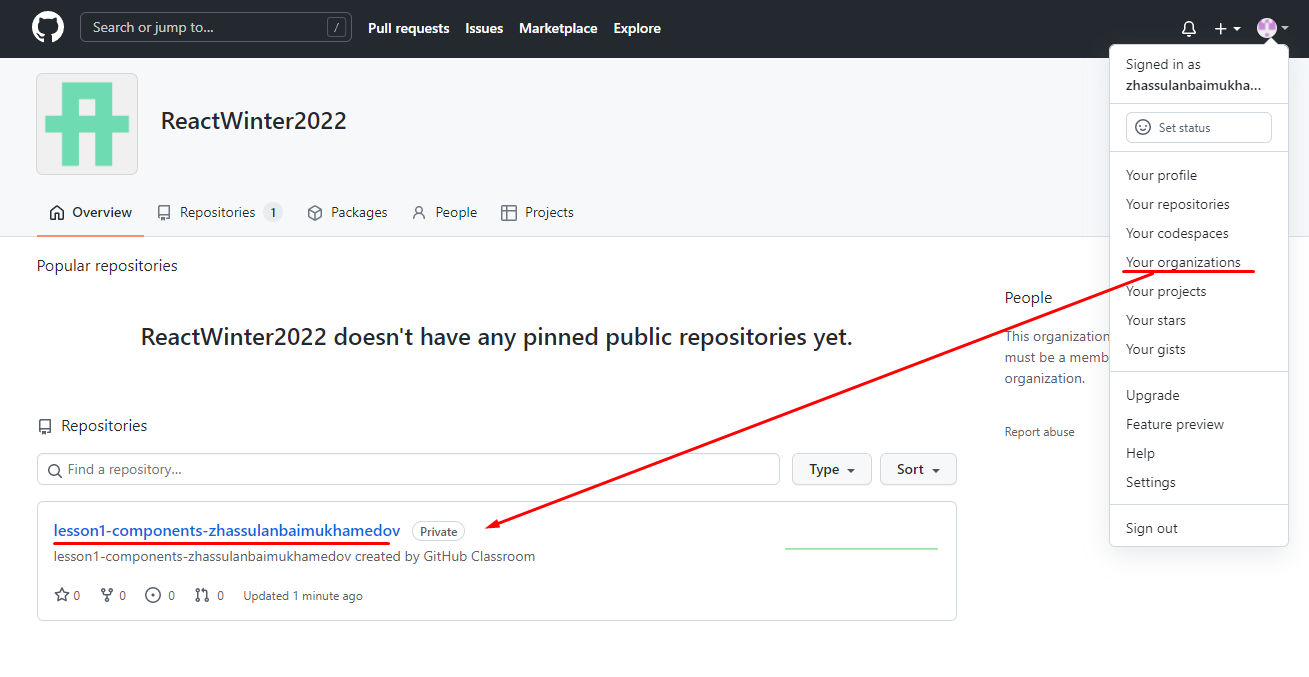 Search or jump to...
/
Pull requests
Issues
Marketplace
Explore
Signed in as
zhassulanbaimukha...
Set status
Your profile
Your repositories
Your codespaces
Your organizations
Your projects
Your stars
Your gists
Upgrade
Feature preview
Help
Settings
Sign out
ReactWinter2022
Overview
Repositories 1
Packages
People
Projects
Popular repositories
ReactWinter2022 doesn't have any pinned public repositories yet.
Repositories
Find a repository...
Type
Sort
lesson1-components-zhassulanbaimukhamedov Private
lesson1-components-zhassulanbaimukhamedov created by GitHub Classroom
0 0 0 0 Updated 1 minute ago
People
This organization
must be a memb
organization.
Report abuse